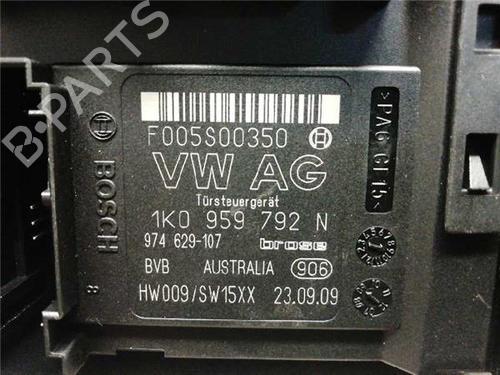 F005S00350
VW AG
Türsteuergerät
1K0 959 792 N
974 629-107 brose
BVB AUSTRALIA 906
HW009/SW15XX 23.09.09
BOSCH
>PA6 GF15<
B-PARTS